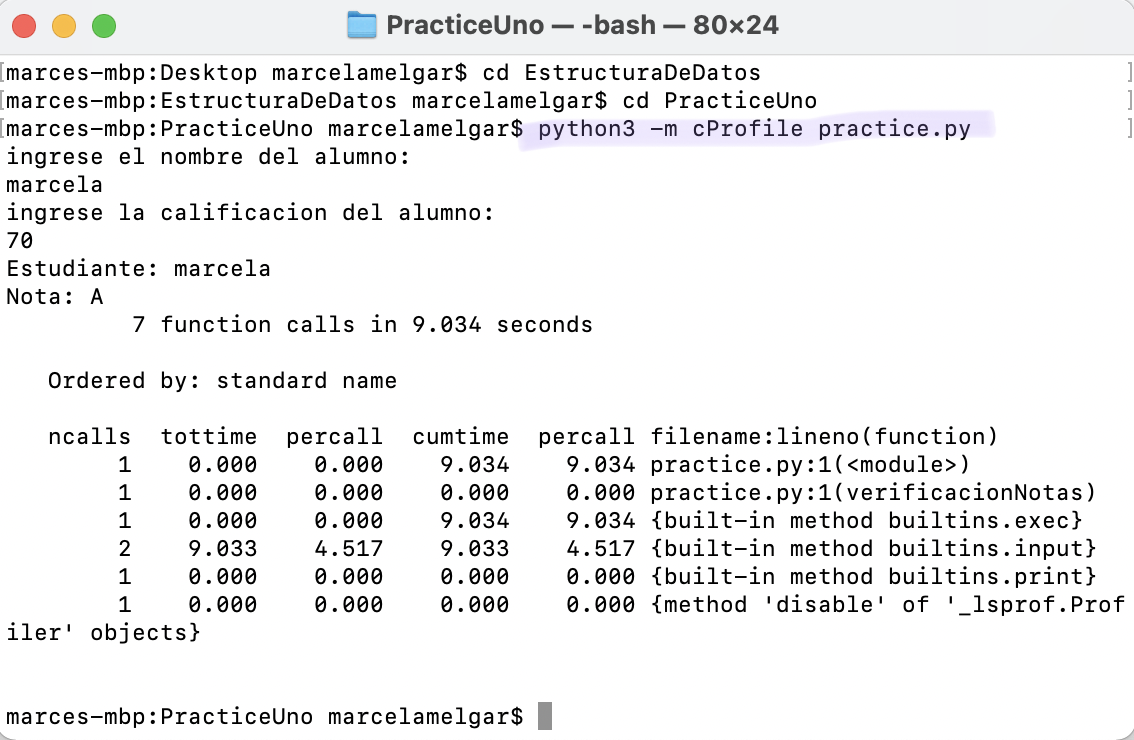 PracticeUno — -bash — 80×24
[marces-mbp:Desktop marcelamelgar$ cd EstructuraDeDatos ]
[marces-mbp:EstructuraDeDatos marcelamelgar$ cd PracticeUno ]
[marces-mbp:PracticeUno marcelamelgar$ python3 -m cProfile practice.py ]
ingrese el nombre del alumno:
marcela
ingrese la calificacion del alumno:
70
Estudiante: marcela
Nota: A
         7 function calls in 9.034 seconds
   Ordered by: standard name
   ncalls  tottime  percall  cumtime  percall filename:lineno(function)
        1    0.000    0.000    9.034    9.034 practice.py:1(<module>)
        1    0.000    0.000    0.000    0.000 practice.py:1(verificacionNotas)
        1    0.000    0.000    9.034    9.034 {built-in method builtins.exec}
        2    9.033    4.517    9.033    4.517 {built-in method builtins.input}
        1    0.000    0.000    0.000    0.000 {built-in method builtins.print}
        1    0.000    0.000    0.000    0.000 {method 'disable' of '_lsprof.Prof
iler' objects}
marces-mbp:PracticeUno marcelamelgar$